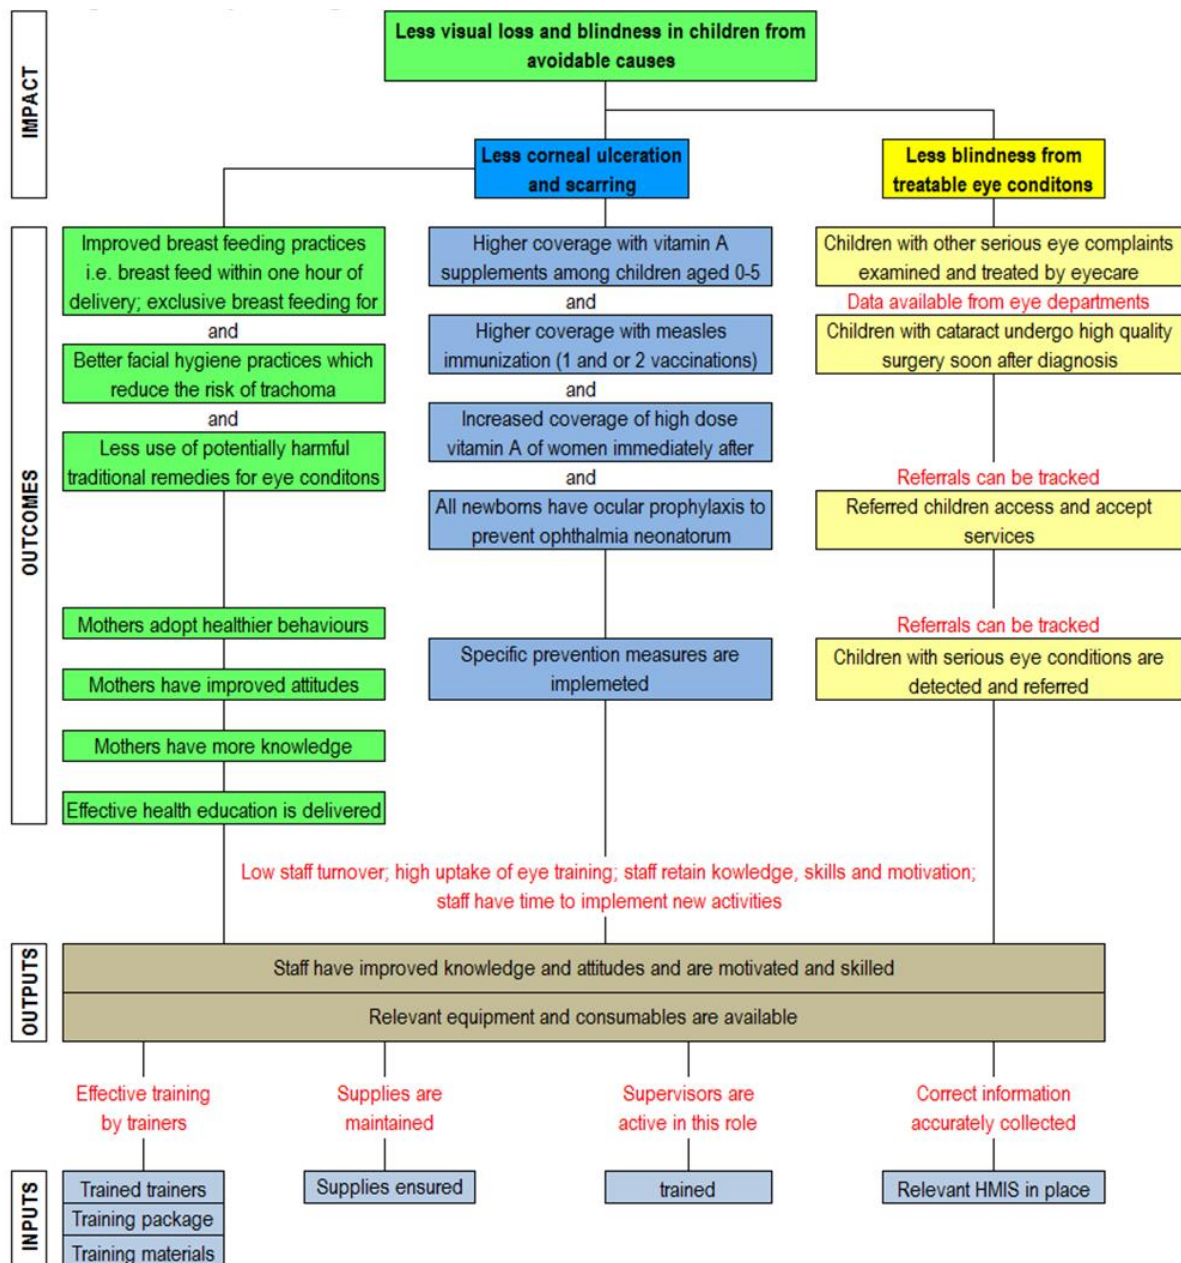 IMPACT
Less visual loss and blindness in children from
avoidable causes
Less corneal ulceration
and scarring
Less blindness from
treatable eye conditons
OUTCOMES
Improved breast feeding practices
i.e. breast feed within one hour of
delivery; exclusive breast feeding for
and
Better facial hygiene practices which
reduce the risk of trachoma
and
Less use of potentially harmful
traditional remedies for eye conditons
Mothers adopt healthier behaviours
Mothers have improved attitudes
Mothers have more knowledge
Effective health education is delivered
Higher coverage with vitamin A
supplements among children aged 0-5
and
Higher coverage with measles
immunization (1 and or 2 vaccinations)
and
Increased coverage of high dose
vitamin A of women immediately after
and
All newborns have ocular prophylaxis to
prevent ophthalmia neonatorum
Specific prevention measures are
implemeted
Children with other serious eye complaints
examined and treated by eyecare
Data available from eye departments
Children with cataract undergo high quality
surgery soon after diagnosis
Referrals can be tracked
Referred children access and accept
services
Referrals can be tracked
Children with serious eye conditions are
detected and referred
Low staff turnover; high uptake of eye training; staff retain kowledge, skills and motivation;
staff have time to implement new activities
OUTPUTS
Staff have improved knowledge and attitudes and are motivated and skilled
Relevant equipment and consumables are available
Effective training
by trainers
Supplies are
maintained
Supervisors are
active in this role
Correct information
accurately collected
INPUTS
Trained trainers
Training package
Training materials
Supplies ensured
trained
Relevant HMIS in place